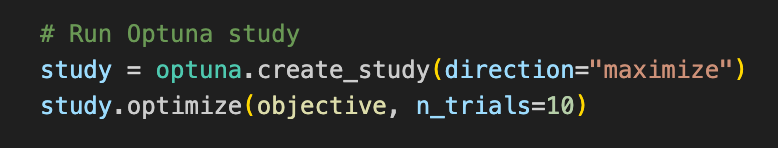 # Run Optuna study
study = optuna.create_study(direction="maximize")
study.optimize(objective, n_trials=10)